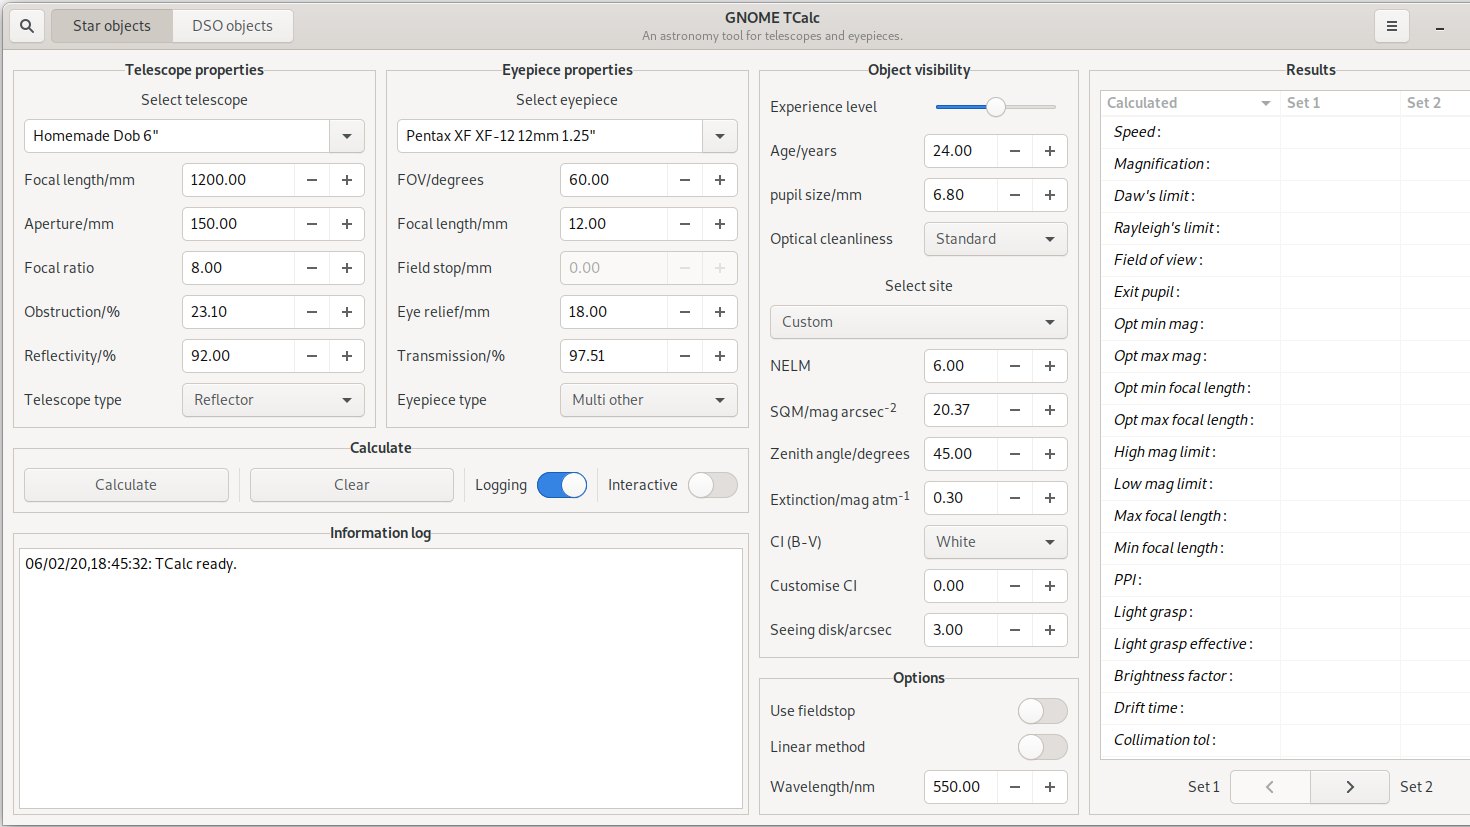 Star objects
DSO objects
GNOME TCalc
An astronomy tool for telescopes and eyepieces.
Telescope properties
Select telescope
Homemade Dob 6"
Focal length/mm 1200.00
Aperture/mm 150.00
Focal ratio 8.00
Obstruction/% 23.10
Reflectivity/% 92.00
Telescope type Reflector
Eyepiece properties
Select eyepiece
Pentax XF XF-12 12mm 1.25"
FOV/degrees 60.00
Focal length/mm 12.00
Field stop/mm 0.00
Eye relief/mm 18.00
Transmission/% 97.51
Eyepiece type Multi other
Calculate
Calculate Clear Logging Interactive
Information log
06/02/20,18:45:32: TCalc ready.
Object visibility
Experience level
Age/years 24.00
pupil size/mm 6.80
Optical cleanliness Standard
Select site
Custom
NELM 6.00
SQM/mag arcsec-2 20.37
Zenith angle/degrees 45.00
Extinction/mag atm-1 0.30
CI (B-V) White
Customise CI 0.00
Seeing disk/arcsec 3.00
Options
Use fieldstop
Linear method
Wavelength/nm 550.00
Results
Calculated Set 1 Set 2
Speed:
Magnification:
Daw's limit:
Rayleigh's limit:
Field of view:
Exit pupil:
Opt min mag:
Opt max mag:
Opt min focal length:
Opt max focal length:
High mag limit:
Low mag limit:
Max focal length:
Min focal length:
PPI:
Light grasp:
Light grasp effective:
Brightness factor:
Drift time:
Collimation tol:
Set 1 Set 2